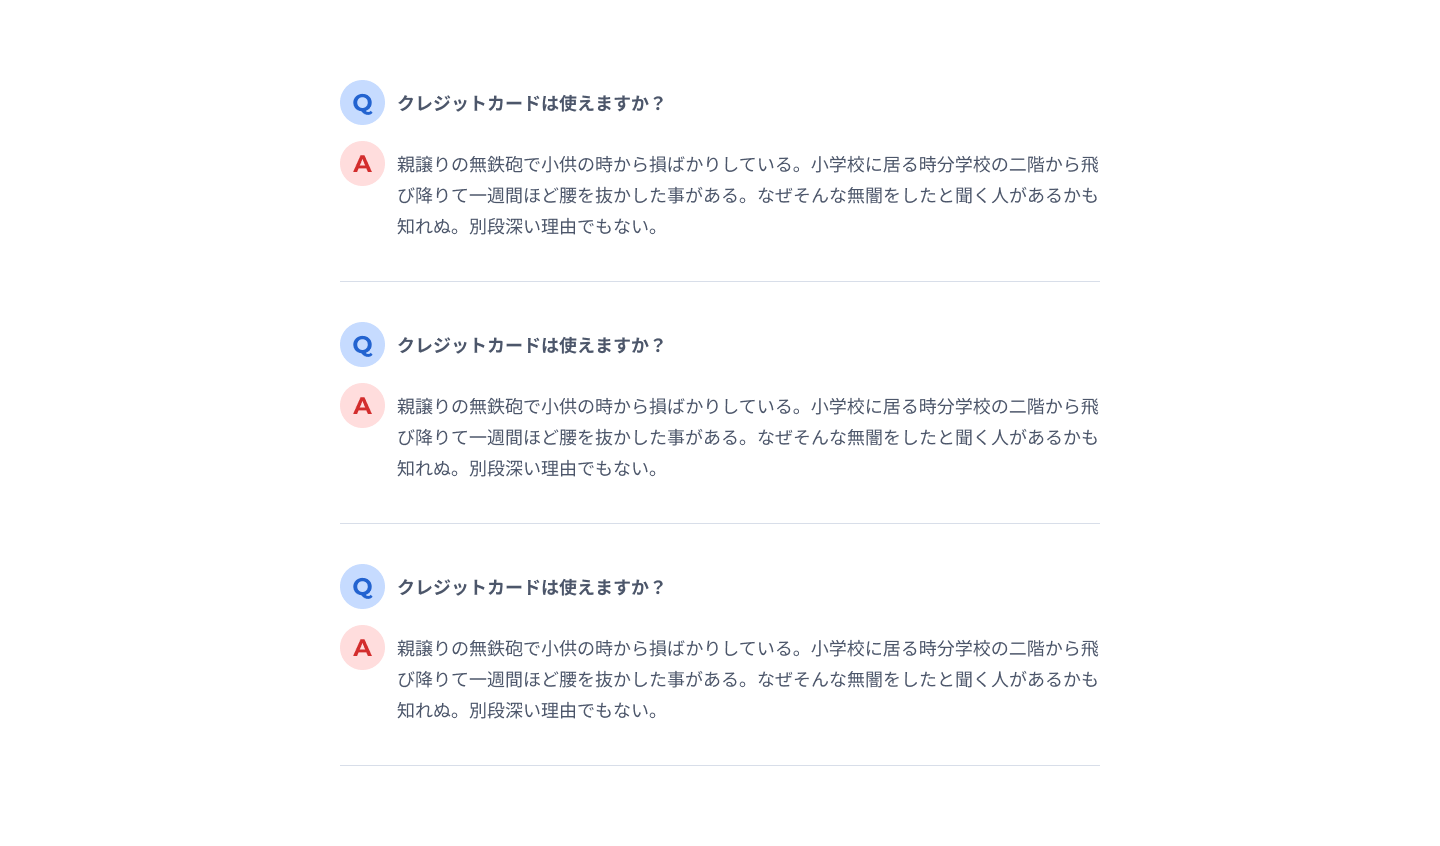 Q クレジットカードは使えますか？
A 親譲りの無鉄砲で小供の時から損ばかりしている。小学校に居る時分学校の二階から飛
び降りて一週間ほど腰を抜かした事がある。なぜそんな無闇をしたと聞く人があるかも
知れぬ。別段深い理由でもない。
Q クレジットカードは使えますか？
A 親譲りの無鉄砲で小供の時から損ばかりしている。小学校に居る時分学校の二階から飛
び降りて一週間ほど腰を抜かした事がある。なぜそんな無闇をしたと聞く人があるかも
知れぬ。別段深い理由でもない。
Q クレジットカードは使えますか？
A 親譲りの無鉄砲で小供の時から損ばかりしている。小学校に居る時分学校の二階から飛
び降りて一週間ほど腰を抜かした事がある。なぜそんな無闇をしたと聞く人があるかも
知れぬ。別段深い理由でもない。